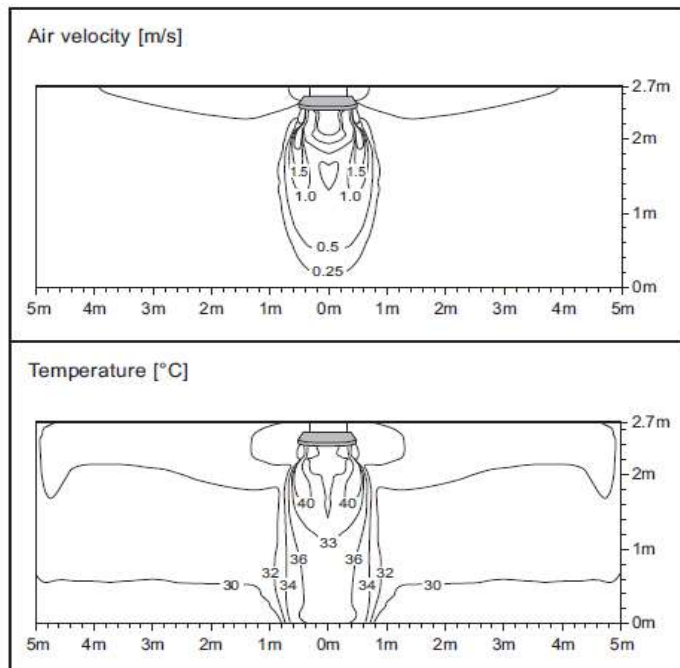 Air velocity [m/s]
2.7m
2m
1.5 1.5
1.0 1.0
1m
0.5
0.25
0m
5m 4m 3m 2m 1m 0m 1m 2m 3m 4m 5m
Temperature [°C]
2.7m
2m
40 40
33
1m
36 36
32 32
30 34 34 30
0m
5m 4m 3m 2m 1m 0m 1m 2m 3m 4m 5m